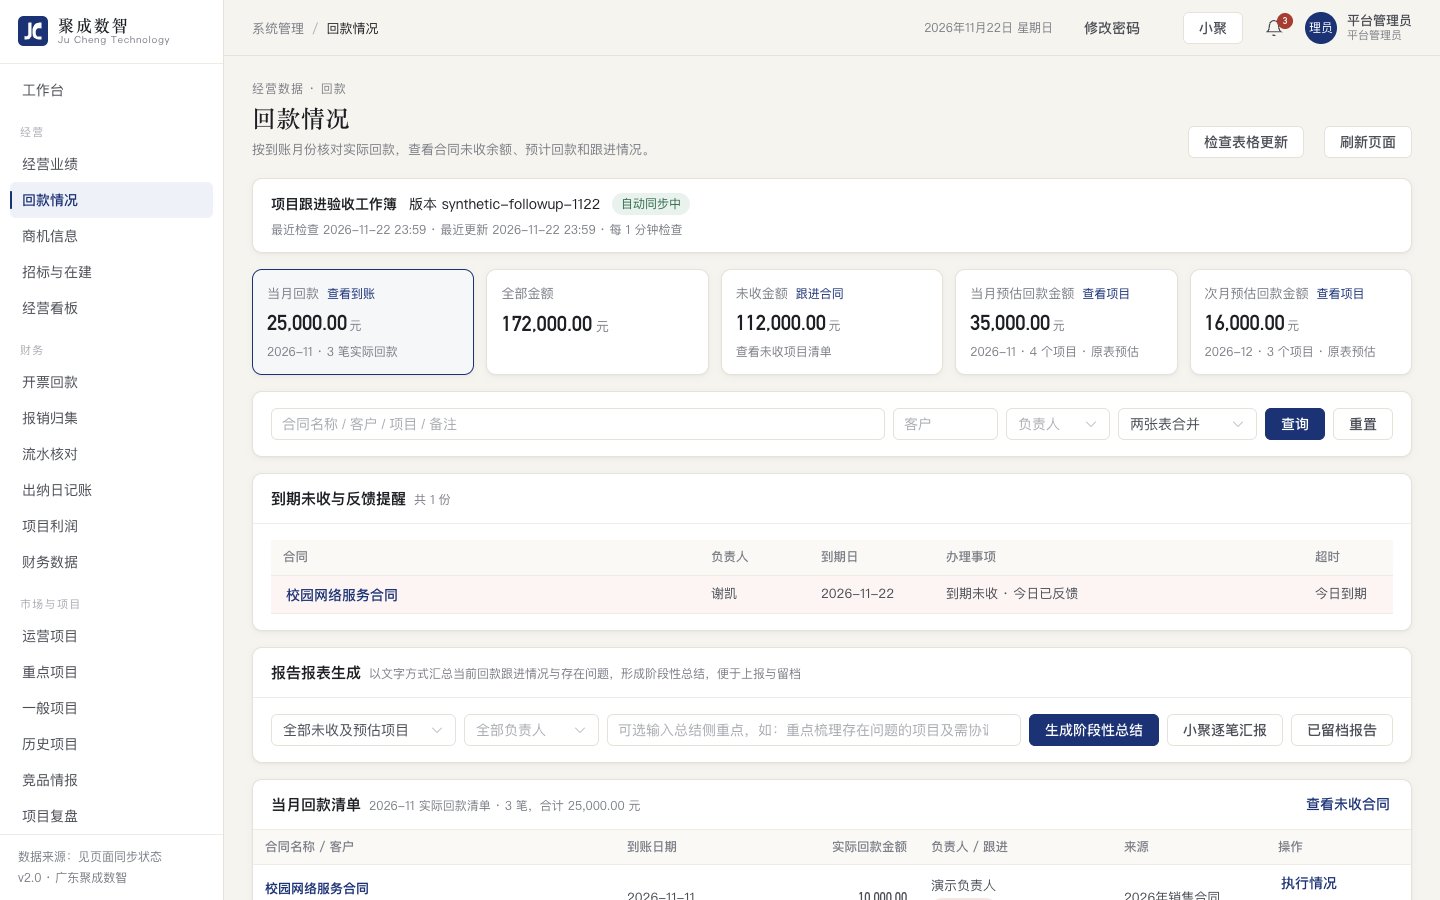 聚成数智
Ju Cheng Technology
工作台
经营
经营业绩
回款情况
商机信息
招标与在建
经营看板
财务
开票回款
报销归集
流水核对
出纳日记账
项目利润
财务数据
市场与项目
运营项目
重点项目
一般项目
历史项目
竞品情报
项目复盘
数据来源：见页面同步状态
v2.0 · 广东聚成数智
系统管理 / 回款情况
2026年11月22日 星期日 修改密码 小聚 3 理员 平台管理员
平台管理员
经营数据 · 回款
回款情况
按到账月份核对实际回款，查看合同未收余额、预计回款和跟进情况。
检查表格更新 刷新页面
项目跟进验收工作簿 版本 synthetic-followup-1122 自动同步中
最近检查 2026-11-22 23:59 · 最近更新 2026-11-22 23:59 · 每 1 分钟检查
当月回款 查看到账
25,000.00 元
2026-11 · 3 笔实际回款
全部金额
172,000.00 元
未收金额 跟进合同
112,000.00 元
查看未收项目清单
当月预估回款金额 查看项目
35,000.00 元
2026-11 · 4 个项目 · 原表预估
次月预估回款金额 查看项目
16,000.00 元
2026-12 · 3 个项目 · 原表预估
合同名称 / 客户 / 项目 / 备注 客户 负责人 两张表合并 查询 重置
到期未收与反馈提醒 共 1 份
合同 负责人 到期日 办理事项 超时
校园网络服务合同 谢凯 2026-11-22 到期未收 · 今日已反馈 今日到期
报告报表生成 以文字方式汇总当前回款跟进情况与存在问题，形成阶段性总结，便于上报与留档
全部未收及预估项目 全部负责人 可选输入总结侧重点，如：重点梳理存在问题的项目及需协 生成阶段性总结 小聚逐笔汇报 已留档报告
当月回款清单 2026-11 实际回款清单 · 3 笔，合计 25,000.00 元 查看未收合同
合同名称 / 客户 到账日期 实际回款金额 负责人 / 跟进 来源 操作
校园网络服务合同 2026-11-11 10,000.00 演示负责人 2026年销售合同 执行情况